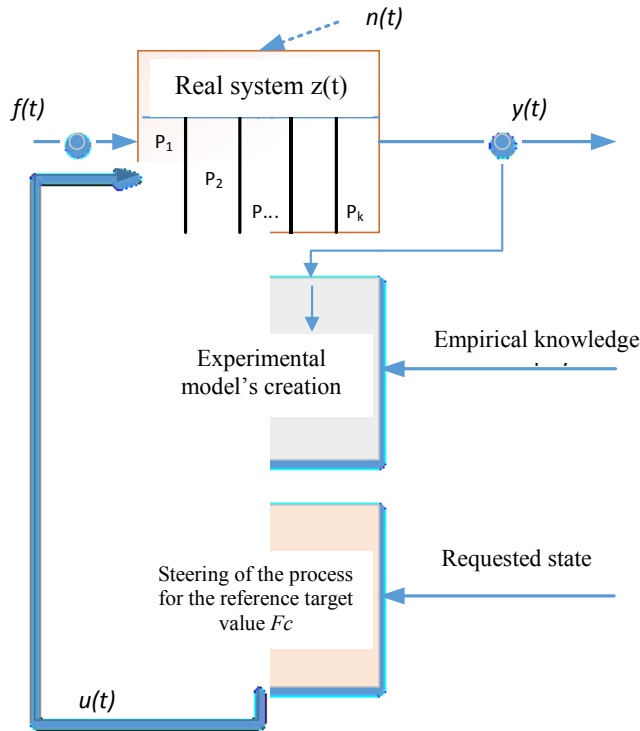 n(t)
Real system z(t)
f(t)
y(t)
P1
P2
P...
Pk
Experimental
model’s creation
Empirical knowledge
Steering of the process
for the reference target
value Fc
Requested state
u(t)